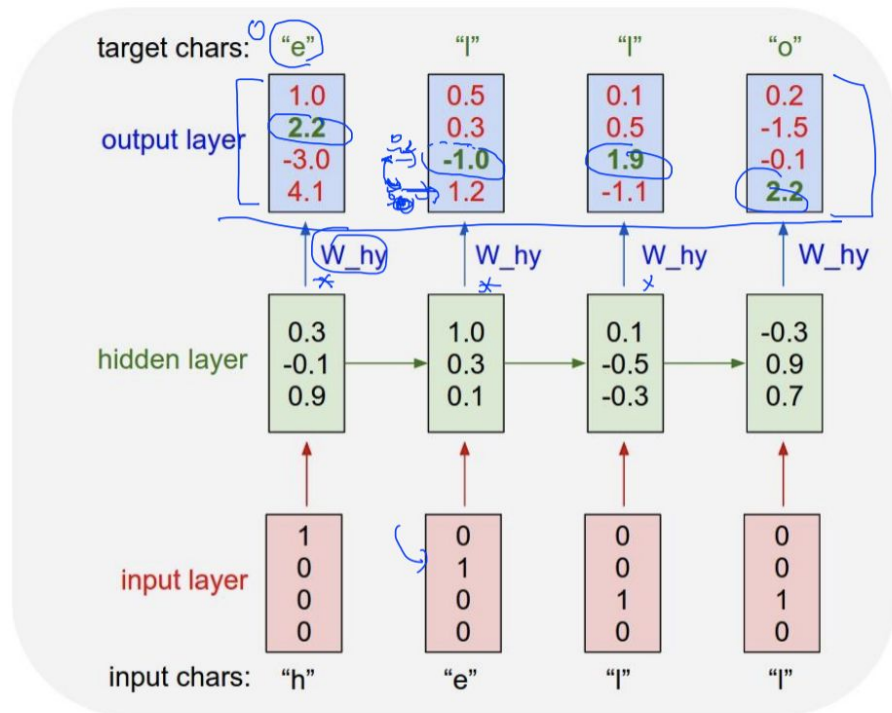 target chars: “e” “l” “l” “o”
1.0 0.5 0.1 0.2
output layer 2.2 0.3 0.5 -1.5
-3.0 -1.0 1.9 -0.1
4.1 1.2 -1.1 2.2
W_hy W_hy W_hy W_hy
0.3 1.0 0.1 -0.3
hidden layer -0.1 0.3 -0.5 0.9
0.9 0.1 -0.3 0.7
1 0 0 0
input layer 0 1 0 0
0 0 1 1
0 0 0 0
input chars: “h” “e” “l” “l”